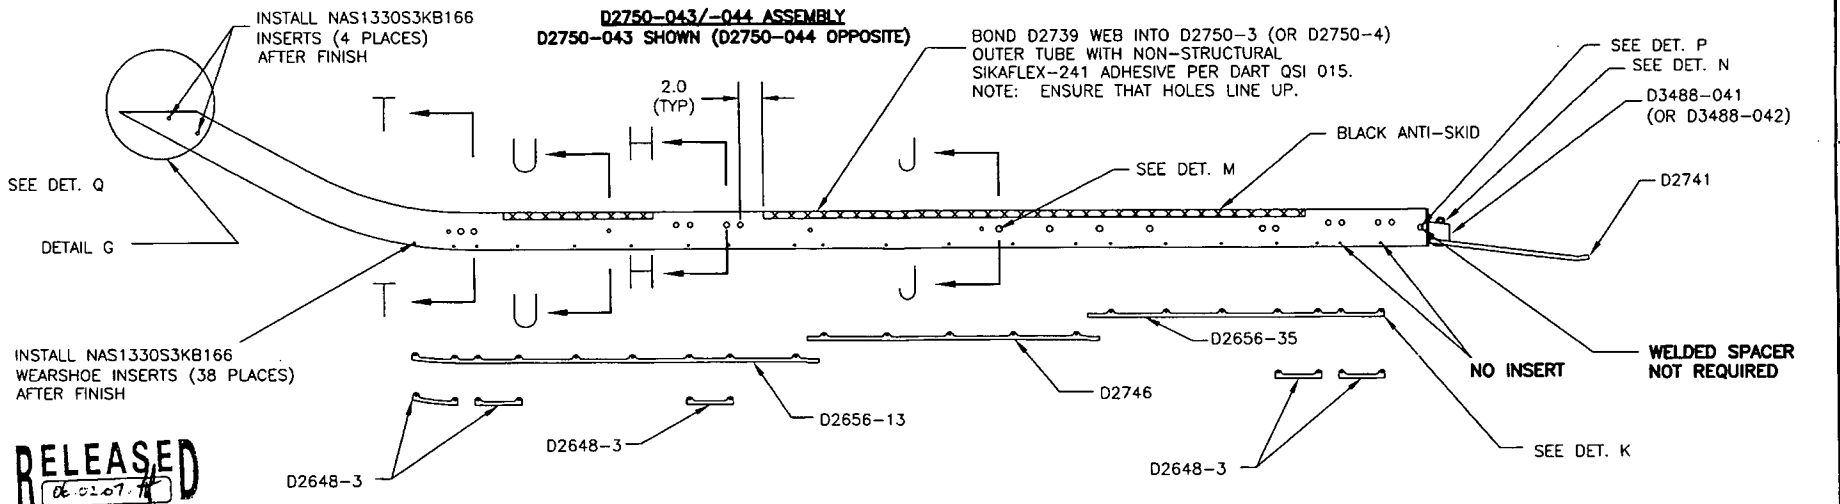 INSTALL NAS1330S3KB166
INSERTS (4 PLACES)
AFTER FINISH
D2750-043/-044 ASSEMBLY
D2750-043 SHOWN (D2750-044 OPPOSITE)
BOND D2739 WEB INTO D2750-3 (OR D2750-4)
OUTER TUBE WITH NON-STRUCTURAL
SIKAFLEX-241 ADHESIVE PER DART QSI 015.
NOTE: ENSURE THAT HOLES LINE UP.
SEE DET. P
SEE DET. N
D3488-041
(OR D3488-042)
2.0
(TYP)
T
U
H
J
BLACK ANTI-SKID
SEE DET. M
D2741
SEE DET. Q
DETAIL G
T
U
H
J
INSTALL NAS1330S3KB166
WEARSHOE INSERTS (38 PLACES)
AFTER FINISH
D2656-35
NO INSERT
WELDED SPACER
NOT REQUIRED
D2746
D2656-13
D2648-3
D2648-3
D2648-3
SEE DET. K
RELEASED